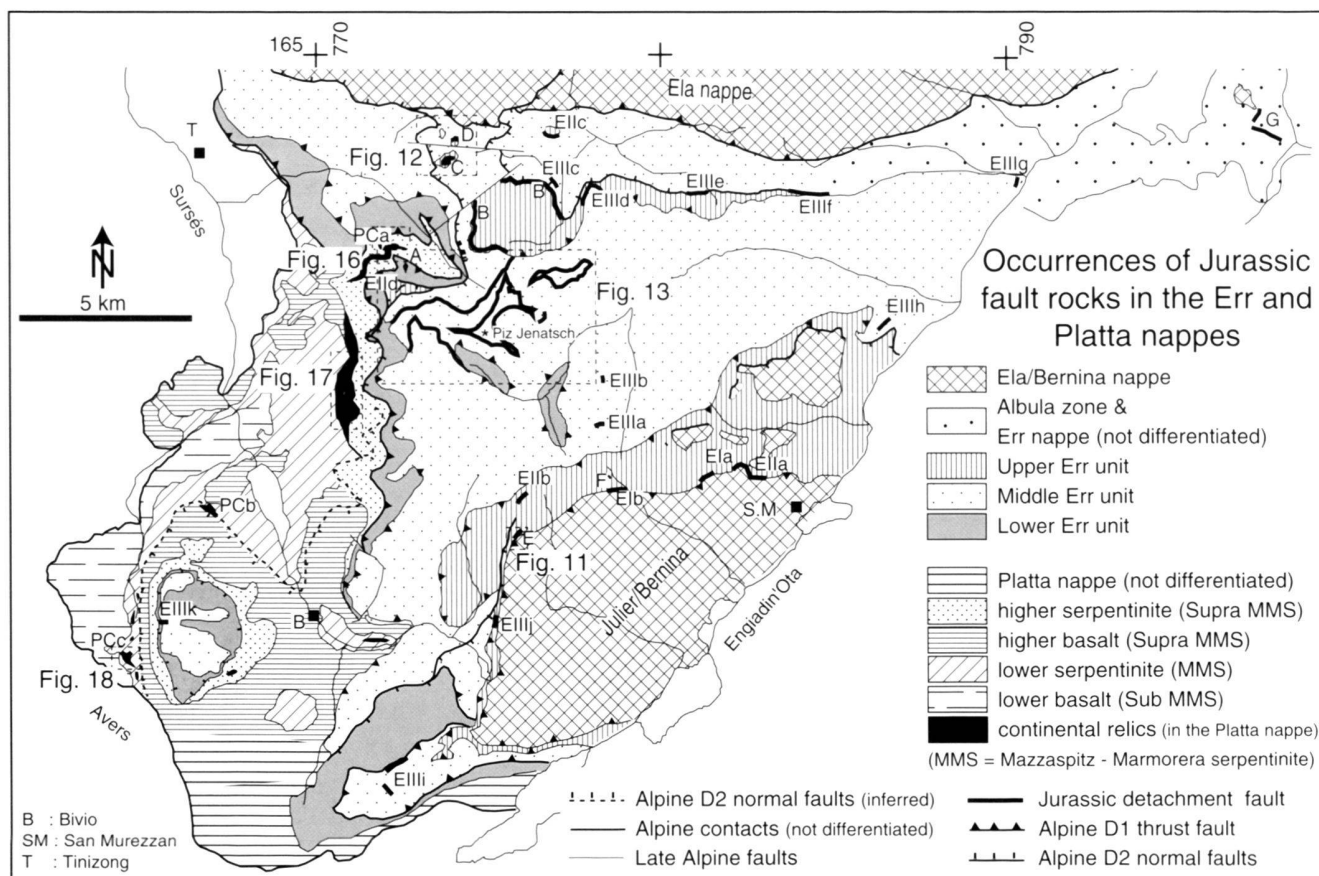 165
770
790
Ela nappe
T
Sursés
Fig. 12
D
C
EIIc
G
EIIIc
B
B
EIIId
EIIIe
EIIIf
EIIIg
N
5 km
PCa
Fig. 16
A
EIId
Fig. 13
Piz Jenatsch
Fig. 17
EIIIh
EIIIb
EIIIa
EIa
EIIa
EIIb
F
EIb
S.M
PCb
E
Fig. 11
Julier/Bernina
Engiadin'Ota
EIIIk
B
EIIIj
PCc
Fig. 18
Avers
EIIIi
Occurrences of Jurassic
fault rocks in the Err and
Platta nappes
Ela/Bernina nappe
Albula zone &
Err nappe (not differentiated)
Upper Err unit
Middle Err unit
Lower Err unit
Platta nappe (not differentiated)
higher serpentinite (Supra MMS)
higher basalt (Supra MMS)
lower serpentinite (MMS)
lower basalt (Sub MMS)
continental relics (in the Platta nappe)
(MMS = Mazzaspitz - Marmorera serpentinite)
B : Bivio
SM : San Murezzan
T : Tinizong
Alpine D2 normal faults (inferred)
Alpine contacts (not differentiated)
Late Alpine faults
Jurassic detachment fault
Alpine D1 thrust fault
Alpine D2 normal faults